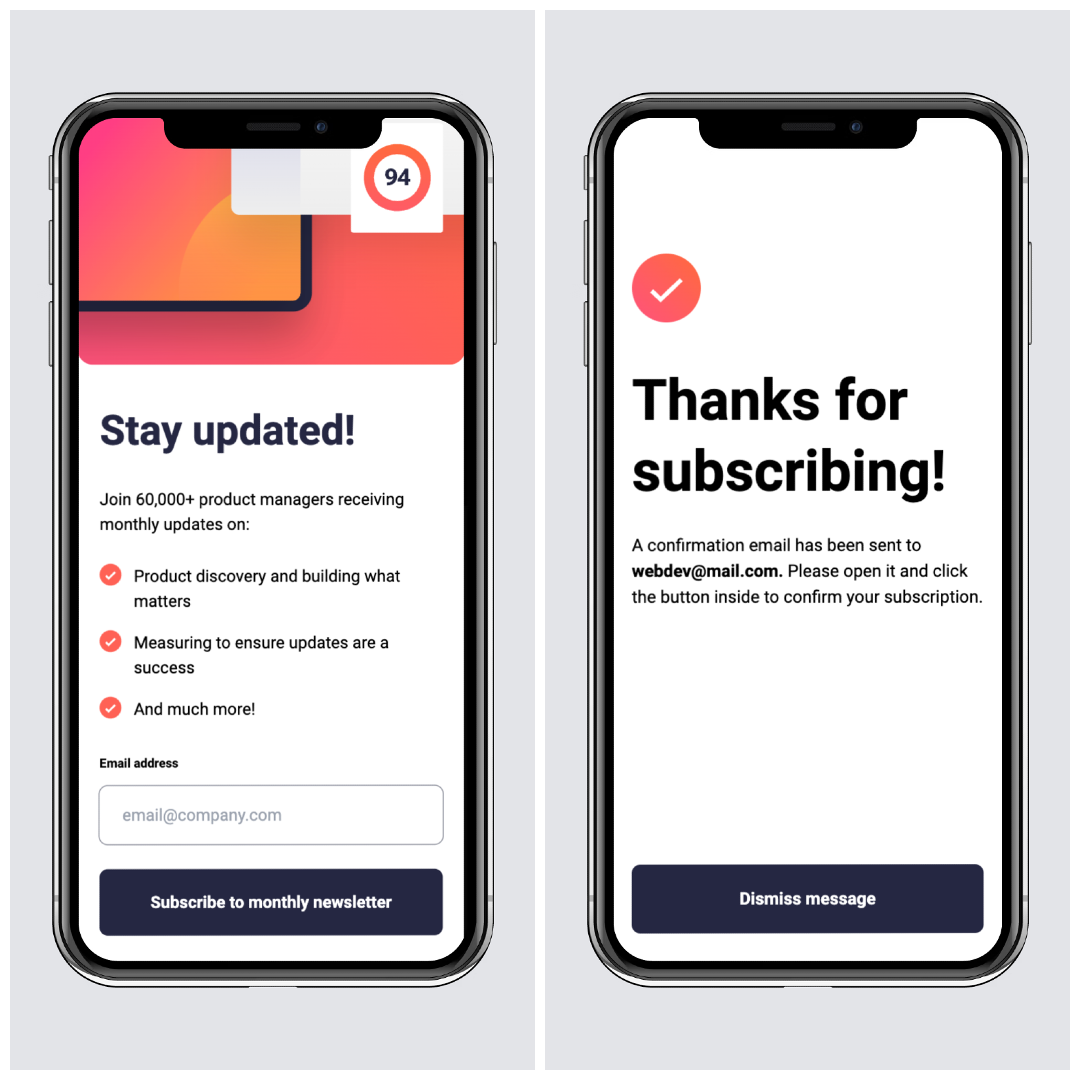 94
Stay updated!
Join 60,000+ product managers receiving
monthly updates on:
Product discovery and building what
matters
Measuring to ensure updates are a
success
And much more!
Email address
email@company.com
Subscribe to monthly newsletter
Thanks for
subscribing!
A confirmation email has been sent to
webdev@mail.com. Please open it and click
the button inside to confirm your subscription.
Dismiss message